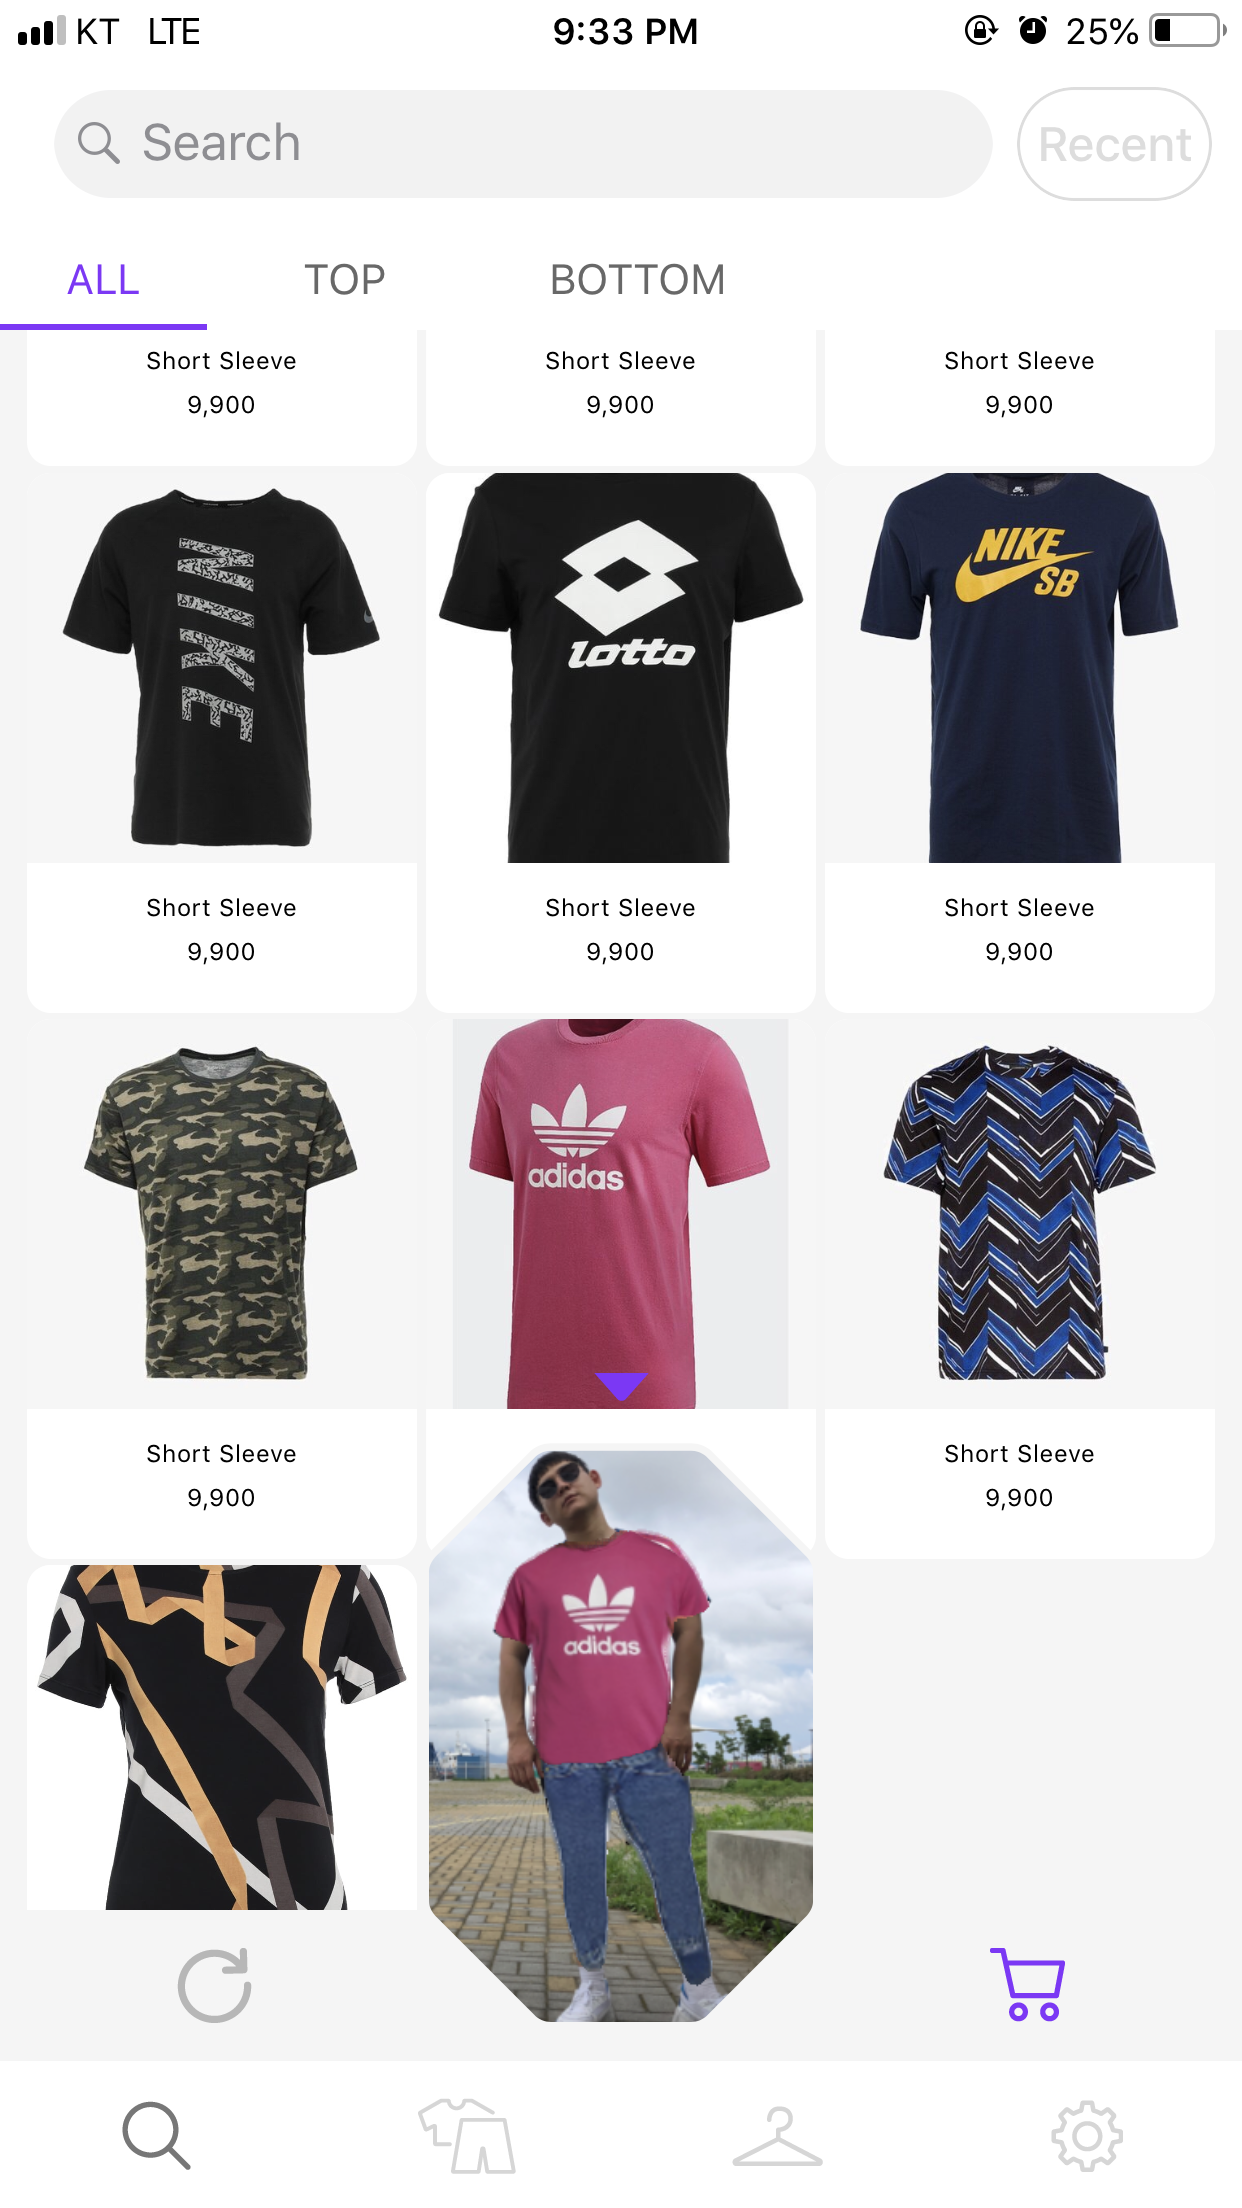 KT LTE 9:33 PM 25%
Search Recent
ALL TOP BOTTOM
Short Sleeve Short Sleeve Short Sleeve
9,900 9,900 9,900
NIKE
lotto
NIKE
SB
Short Sleeve Short Sleeve Short Sleeve
9,900 9,900 9,900
adidas
Short Sleeve Short Sleeve
9,900 9,900
adidas